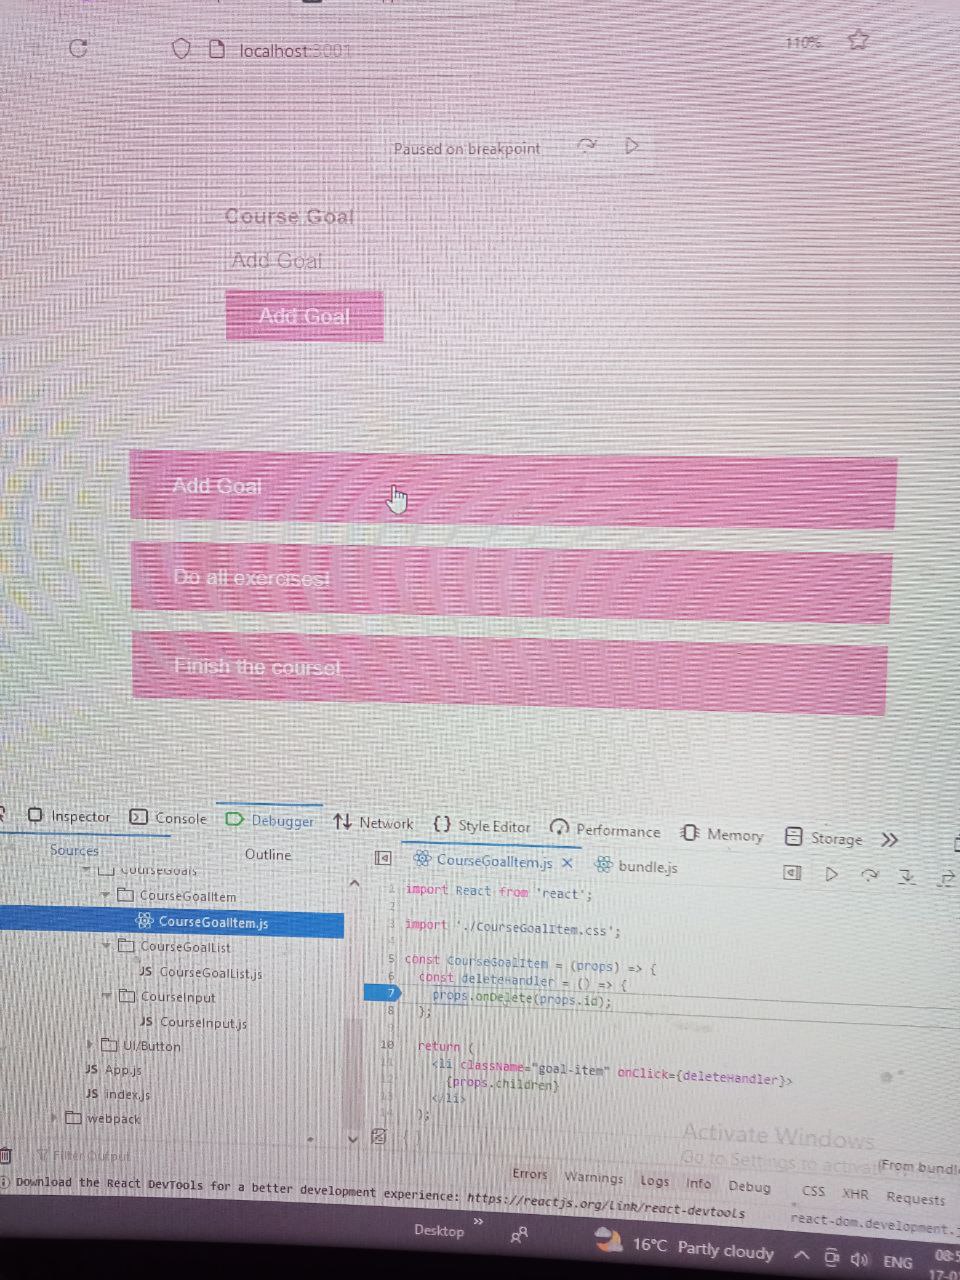 localhost:3001
110%
Paused on breakpoint
Course Goal
Add Goal
Add Goal
Add Goal
Do all exercises!
Finish the course!
Inspector Console Debugger Network Style Editor Performance Memory Storage
Sources Outline
CourseGoalItem.js bundle.js
CourseGoals
CourseGoalItem
CourseGoalItem.js
CourseGoalList
JS CourseGoalList.js
CourseInput
JS CourseInput.js
UI/Button
JS App.js
JS index.js
webpack
1 import React from 'react';
2
3 import './CourseGoalItem.css';
4
5 const CourseGoalItem = (props) => {
6 const deleteHandler = () => {
7 props.onDelete(props.id);
8 };
9
10 return (
11 <li className="goal-item" onClick={deleteHandler}>
12 {props.children}
13 </li>
14 );
Activate Windows
Go to Settings to activa
(From bundl
Filter Output
Errors Warnings Logs Info Debug CSS XHR Requests
Download the React DevTools for a better development experience: https://reactjs.org/link/react-devtools
react-dom.development.j
Desktop
16°C Partly cloudy
ENG